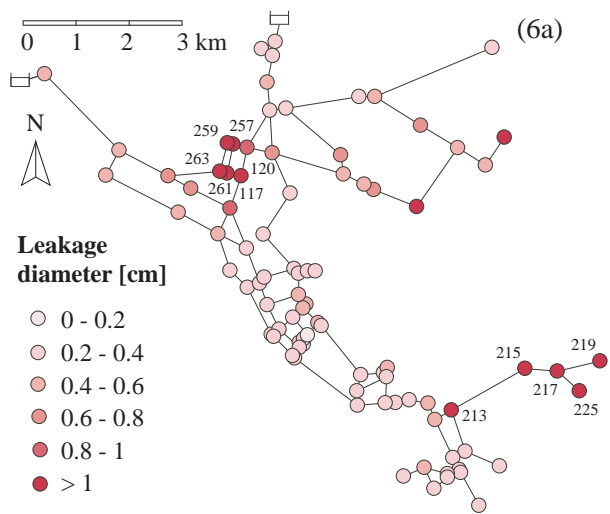 (6a)
0 1 2 3 km
N
259 257
263
120
261
117
Leakage
diameter [cm]
0 - 0.2
0.2 - 0.4
0.4 - 0.6
0.6 - 0.8
0.8 - 1
> 1
215
219
217
225
213